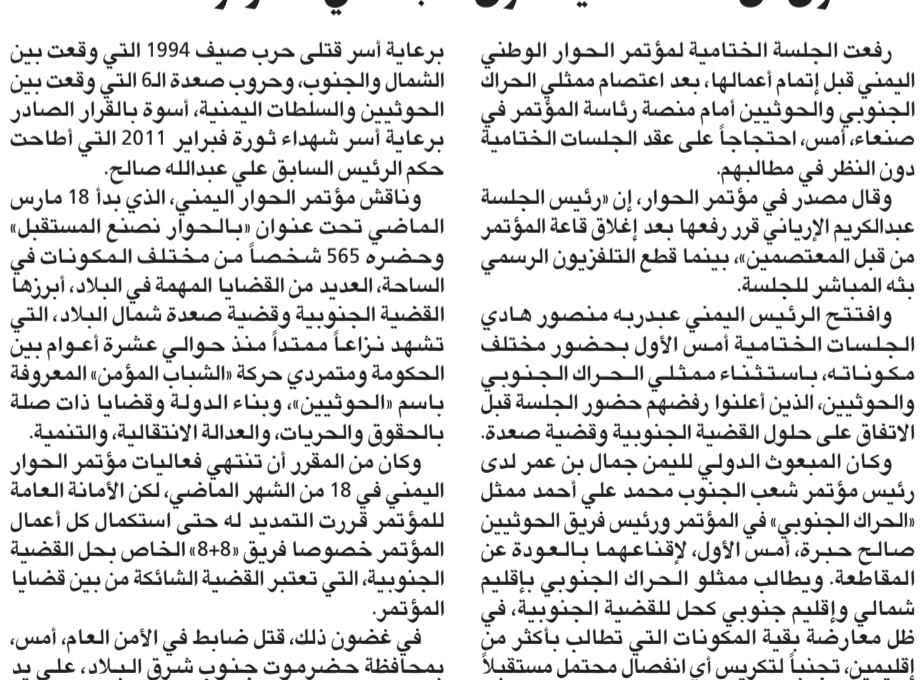 رفعت الجلسة الختامية لمؤتمر الحوار الوطني
اليمني قبل إتمام أعمالها، بعد اعتصام ممثلي الحراك
الجنوبي والحوثيين أمام منصة رئاسة المؤتمر في
صنعاء، أمس، احتجاجاً على عقد الجلسات الختامية
دون النظر في مطالبهم.
وقال مصدر في مؤتمر الحوار، إن «رئيس الجلسة
عبدالكريم الإرياني قرر رفعها بعد إغلاق قاعة المؤتمر
من قبل المعتصمين»، بينما قطع التلفزيون الرسمي
بثه المباشر للجلسة.
وافتتح الرئيس اليمني عبدربه منصور هادي
الجلسات الختامية أمس الأول بحضور مختلف
مكوناته، باستثناء ممثلي الحراك الجنوبي
والحوثيين، الذين أعلنوا رفضهم حضور الجلسة قبل
الاتفاق على حلول القضية الجنوبية وقضية صعدة.
وكان المبعوث الدولي لليمن جمال بن عمر لدى
رئيس مؤتمر شعب الجنوب محمد علي أحمد ممثل
«الحراك الجنوبي» في المؤتمر ورئيس فريق الحوثيين
صالح حبرة، أمس الأول، لإقناعهما بالعودة عن
المقاطعة. ويطالب ممثلو الحراك الجنوبي بإقليم
شمالي وإقليم جنوبي كحل للقضية الجنوبية، في
ظل معارضة بقية المكونات التي تطالب بأكثر من
إقليمين، تجنباً لتكريس أي انفصال محتمل مستقبلاً
برعاية أسر قتلى حرب صيف 1994 التي وقعت بين
الشمال والجنوب، وحروب صعدة الـ6 التي وقعت بين
الحوثيين والسلطات اليمنية، أسوة بالقرار الصادر
برعاية أسر شهداء ثورة فبراير 2011 التي أطاحت
حكم الرئيس السابق علي عبدالله صالح.
وناقش مؤتمر الحوار اليمني، الذي بدأ 18 مارس
الماضي تحت عنوان «بالحوار نصنع المستقبل»
وحضره 565 شخصاً من مختلف المكونات في
الساحة، العديد من القضايا المهمة في البلاد، أبرزها
القضية الجنوبية وقضية صعدة شمال البلاد، التي
تشهد نزاعاً ممتداً منذ حوالي عشرة أعوام بين
الحكومة ومتمردي حركة «الشباب المؤمن» المعروفة
باسم «الحوثيين»، وبناء الدولة وقضايا ذات صلة
بالحقوق والحريات، والعدالة الانتقالية، والتنمية.
وكان من المقرر أن تنتهي فعاليات مؤتمر الحوار
اليمني في 18 من الشهر الماضي، لكن الأمانة العامة
للمؤتمر قررت التمديد له حتى استكمال كل أعمال
المؤتمر خصوصا فريق «8+8» الخاص بحل القضية
الجنوبية، التي تعتبر القضية الشائكة من بين قضايا
المؤتمر.
في غضون ذلك، قتل ضابط في الأمن العام، أمس،
بمحافظة حضرموت جنوب شرق البلاد، على يد